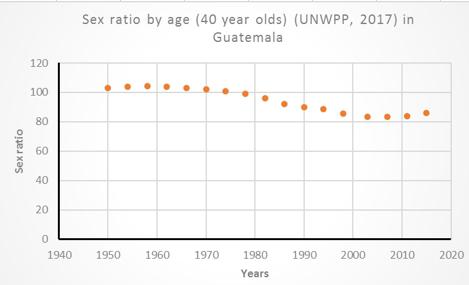 Sex ratio by age (40 year olds) (UNWPP, 2017) in
Guatemala
120
100
80
60
40
20
0
Sex ratio
1940 1950 1960 1970 1980 1990 2000 2010 2020
Years